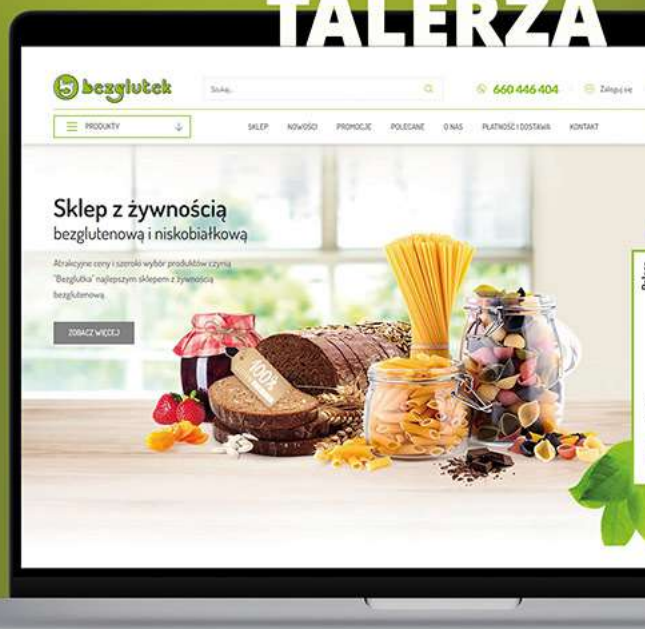 TALERZA
bezglutek
Szukaj...
660 446 404
Zaloguj się
PRODUKTY
SKLEP NOWOŚCI PROMOCJE POLECANE O NAS PŁATNOŚĆ I DOSTAWA KONTAKT
Sklep z żywnością
bezglutenową i niskobiałkową
Atrakcyjne ceny i szeroki wybór produktów czynią
"Bezglutka" najlepszym sklepem z żywnością
bezglutenową.
ZOBACZ WIĘCEJ
100%